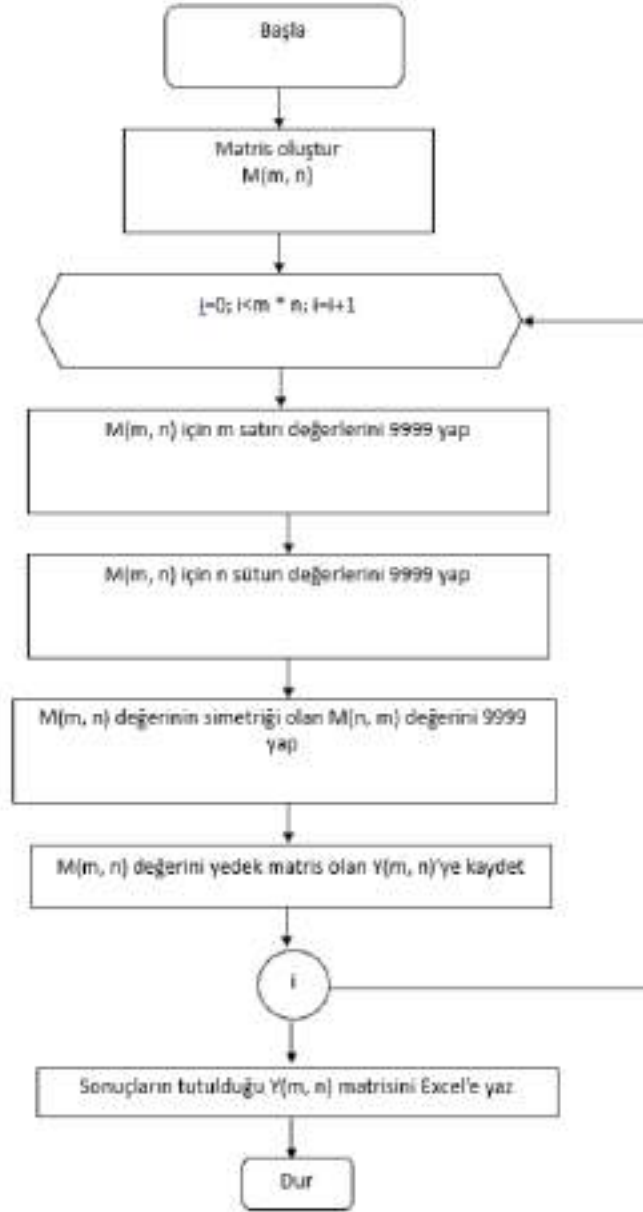 Başla
Matris oluştur
M(m, n)
i=0; i<m * n; i=i+1
M(m, n) için m satırı değerlerini 9999 yap
M(m, n) için n sütun değerlerini 9999 yap
M(m, n) değerinin simetriği olan M(n, m) değerini 9999
yap
M(m, n) değerini yedek matris olan Y(m, n)'ye kaydet
i
Sonuçların tutulduğu Y(m, n) matrisini Excel'e yaz
Dur